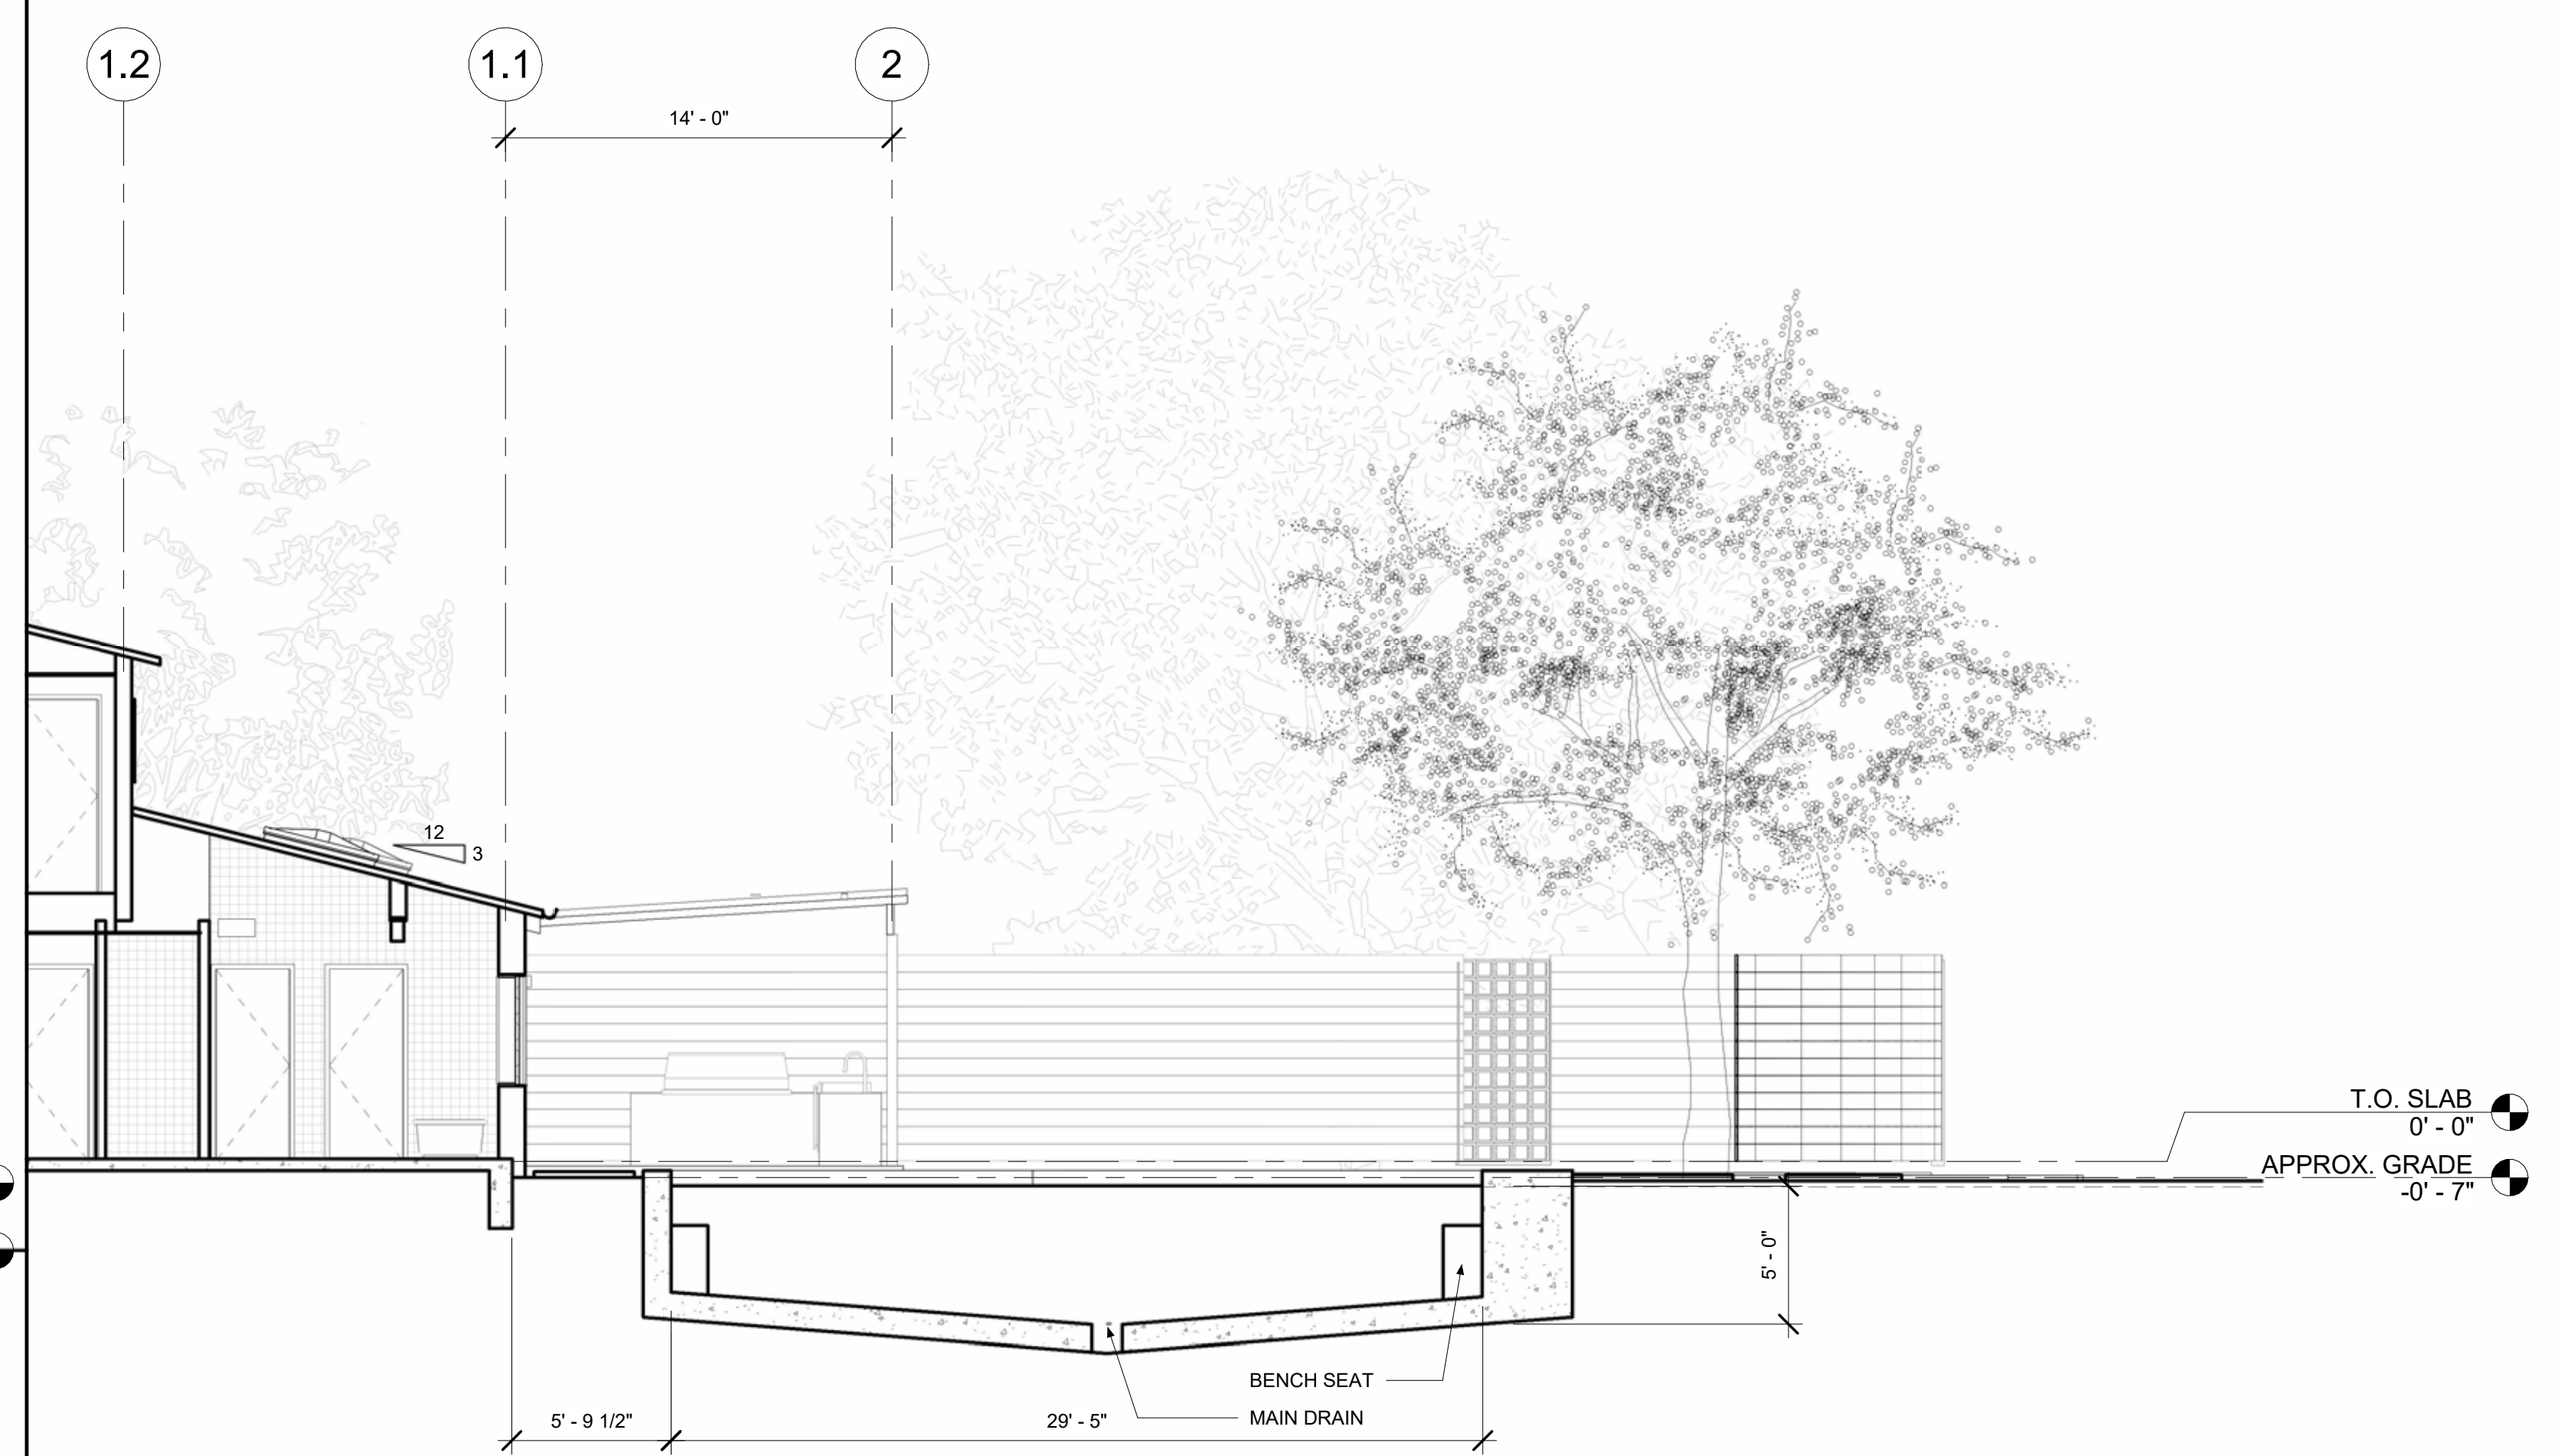 1.2
1.1
2
14' - 0"
12
3
T.O. SLAB
0' - 0"
APPROX. GRADE
-0' - 7"
5' - 0"
BENCH SEAT
MAIN DRAIN
5' - 9 1/2"
29' - 5"